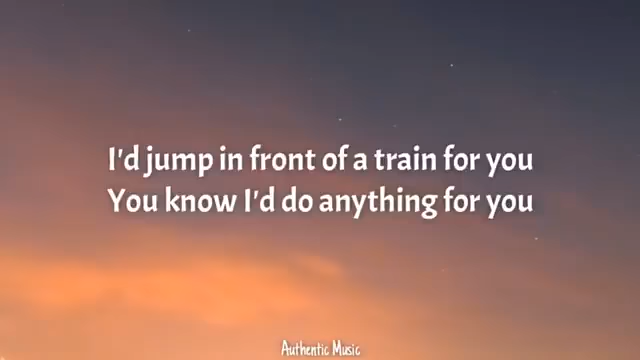 I'd jump in front of a train for you
You know I'd do anything for you
Authentic Music